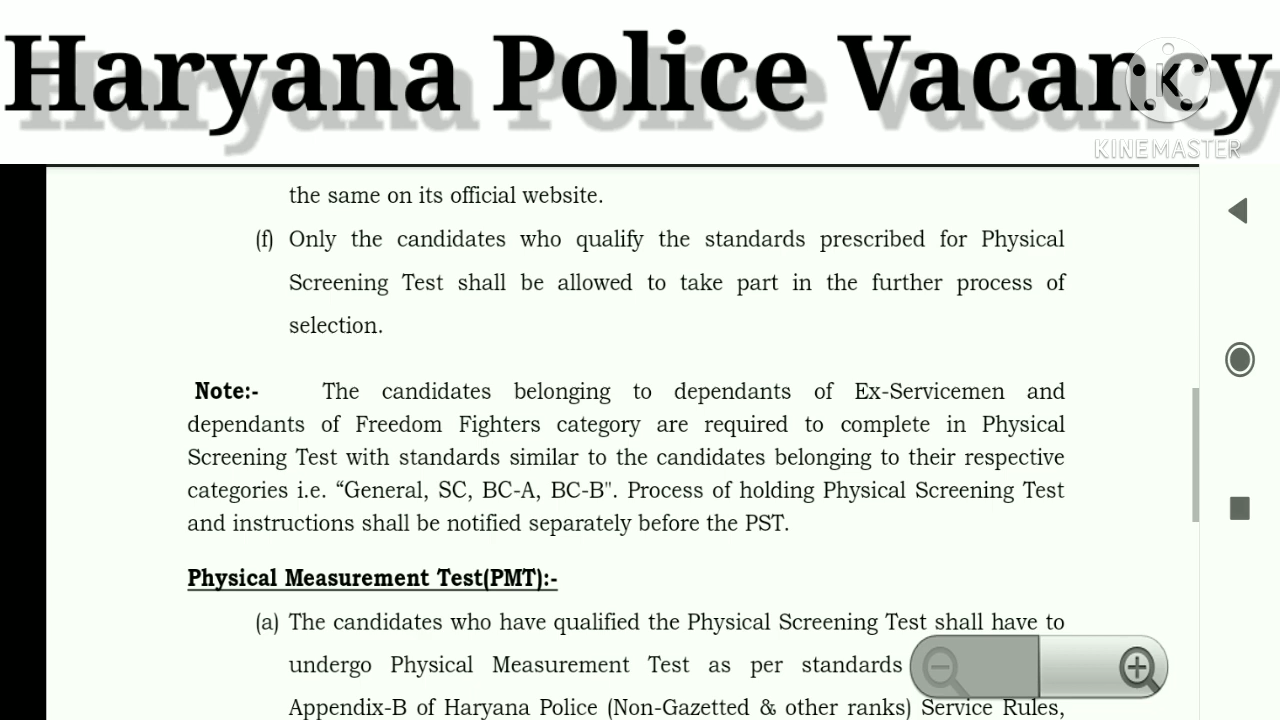 Haryana Police Vacancy
K
KINEMASTER
the same on its official website.
(f) Only the candidates who qualify the standards prescribed for Physical
Screening Test shall be allowed to take part in the further process of
selection.
Note:- The candidates belonging to dependants of Ex-Servicemen and
dependants of Freedom Fighters category are required to complete in Physical
Screening Test with standards similar to the candidates belonging to their respective
categories i.e. “General, SC, BC-A, BC-B". Process of holding Physical Screening Test
and instructions shall be notified separately before the PST.
Physical Measurement Test(PMT):-
(a) The candidates who have qualified the Physical Screening Test shall have to
undergo Physical Measurement Test as per standards
Appendix-B of Haryana Police (Non-Gazetted & other ranks) Service Rules,